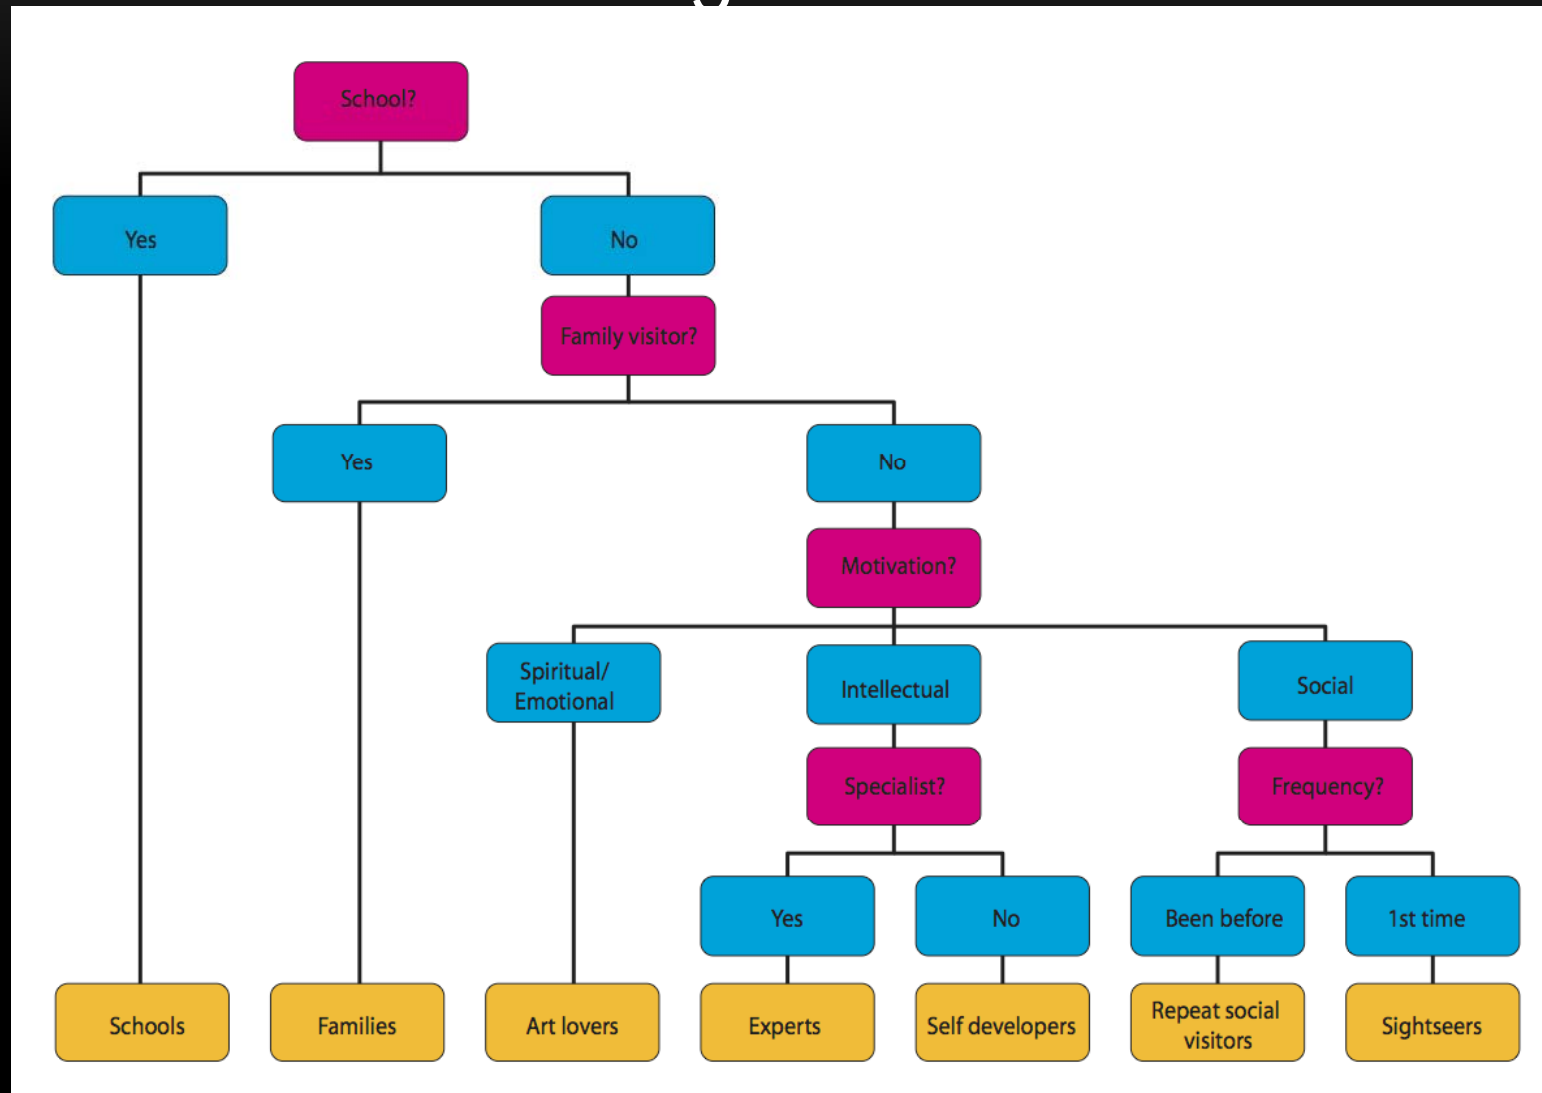 School?
Yes
No
Family visitor?
Yes
No
Motivation?
Spiritual/
Emotional
Intellectual
Social
Specialist?
Frequency?
Yes
No
Been before
1st time
Schools
Families
Art lovers
Experts
Self developers
Repeat social
visitors
Sightseers